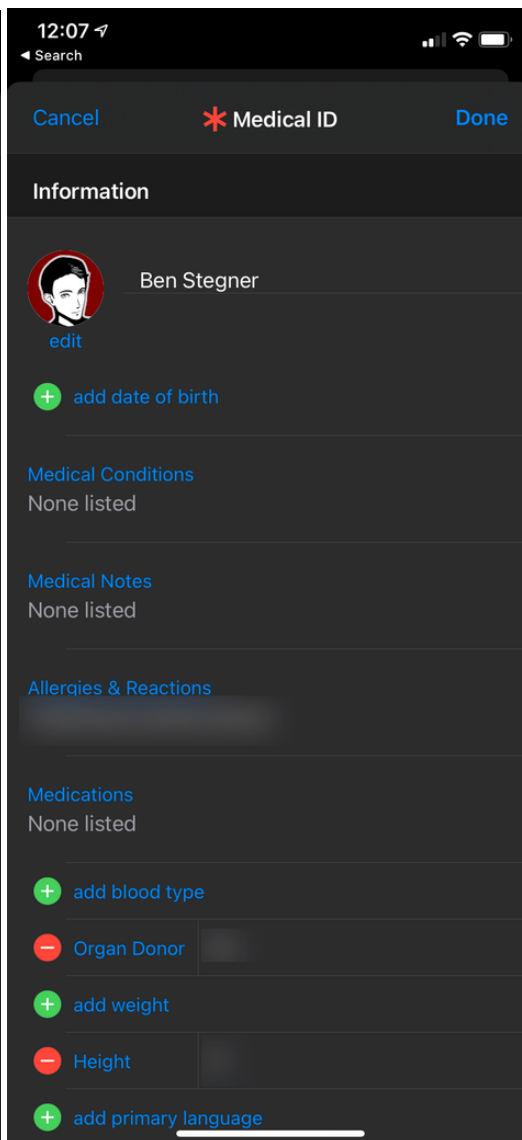 12:07
Search
Cancel
Medical ID
Done
Information
Ben Stegner
edit
add date of birth
Medical Conditions
None listed
Medical Notes
None listed
Allergies & Reactions
Medications
None listed
add blood type
Organ Donor
add weight
Height
add primary language